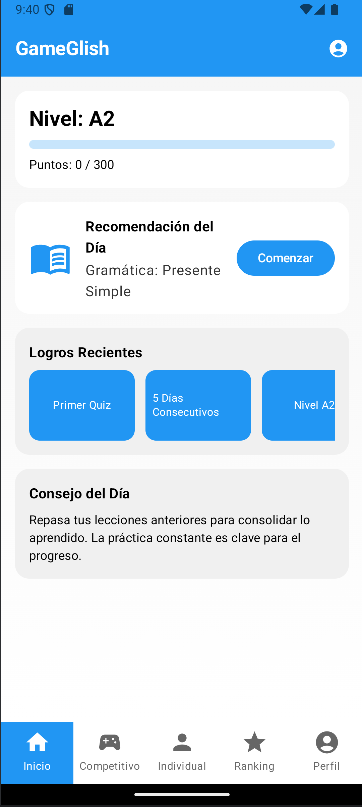 9:40
GameGlish
Nivel: A2
Puntos: 0 / 300
Recomendación del
Día
Gramática: Presente
Simple
Comenzar
Logros Recientes
Primer Quiz
5 Días
Consecutivos
Nivel A2
Consejo del Día
Repasa tus lecciones anteriores para consolidar lo
aprendido. La práctica constante es clave para el
progreso.
Inicio
Competitivo
Individual
Ranking
Perfil